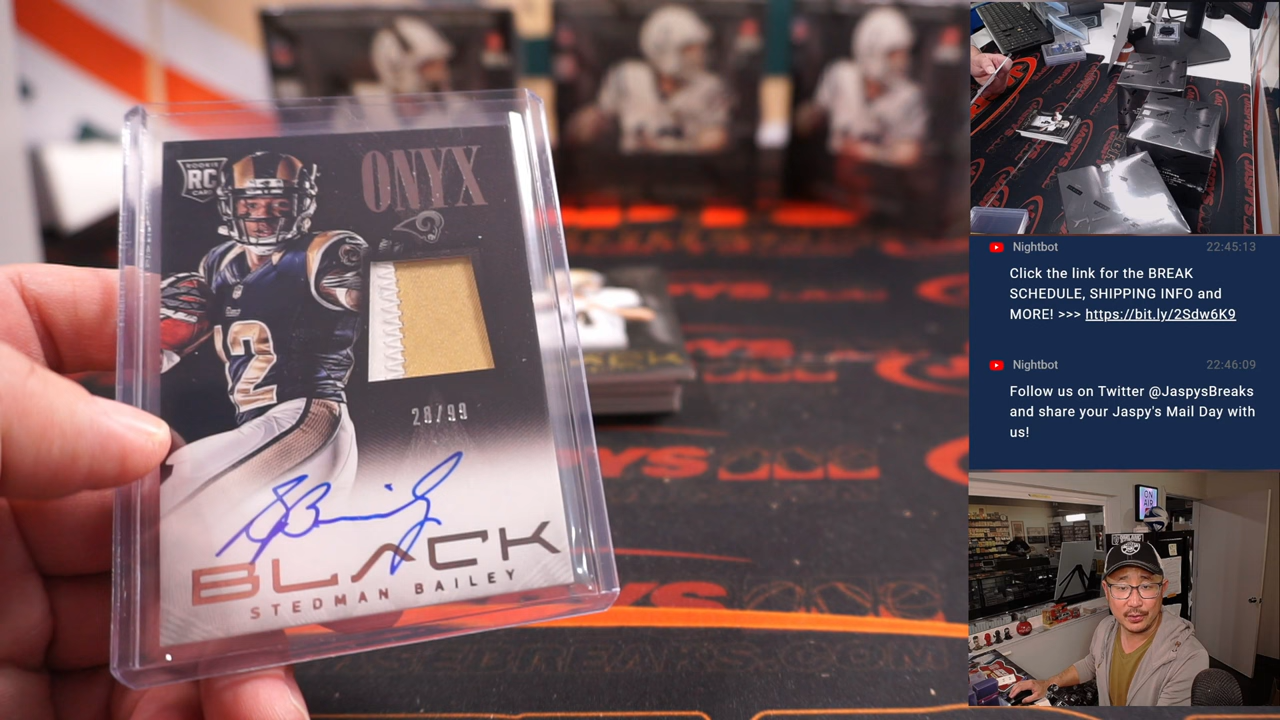 ROOKIE
RC
CARD
ONYX
12
28/99
BLACK
STEDMAN BAILEY
Nightbot 22:45:13
Click the link for the BREAK
SCHEDULE, SHIPPING INFO and
MORE! >>> https://bit.ly/2Sdw6K9
Nightbot 22:46:09
Follow us on Twitter @JaspysBreaks
and share your Jaspy's Mail Day with
us!
ON
AIR